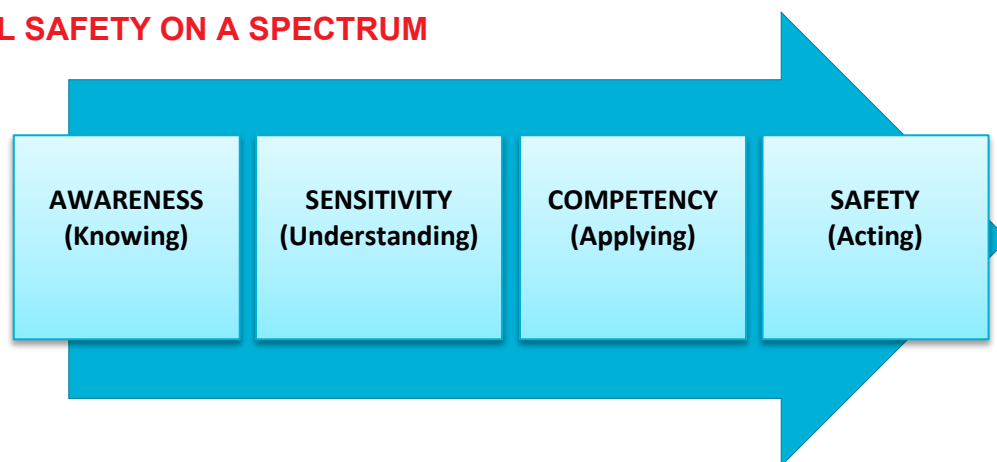 L SAFETY ON A SPECTRUM
AWARENESS
(Knowing)
SENSITIVITY
(Understanding)
COMPETENCY
(Applying)
SAFETY
(Acting)